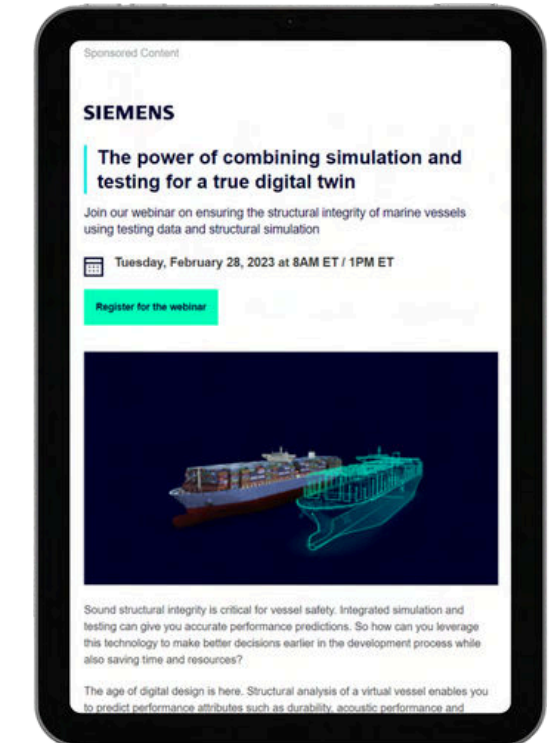 Sponsored Content
SIEMENS
The power of combining simulation and
testing for a true digital twin
Join our webinar on ensuring the structural integrity of marine vessels
using testing data and structural simulation
Tuesday, February 28, 2023 at 8AM ET / 1PM ET
Register for the webinar
Sound structural integrity is critical for vessel safety. Integrated simulation and
testing can give you accurate performance predictions. So how can you leverage
this technology to make better decisions earlier in the development process while
also saving time and resources?
The age of digital design is here. Structural analysis of a virtual vessel enables you
to predict performance attributes such as durability, acoustic performance and